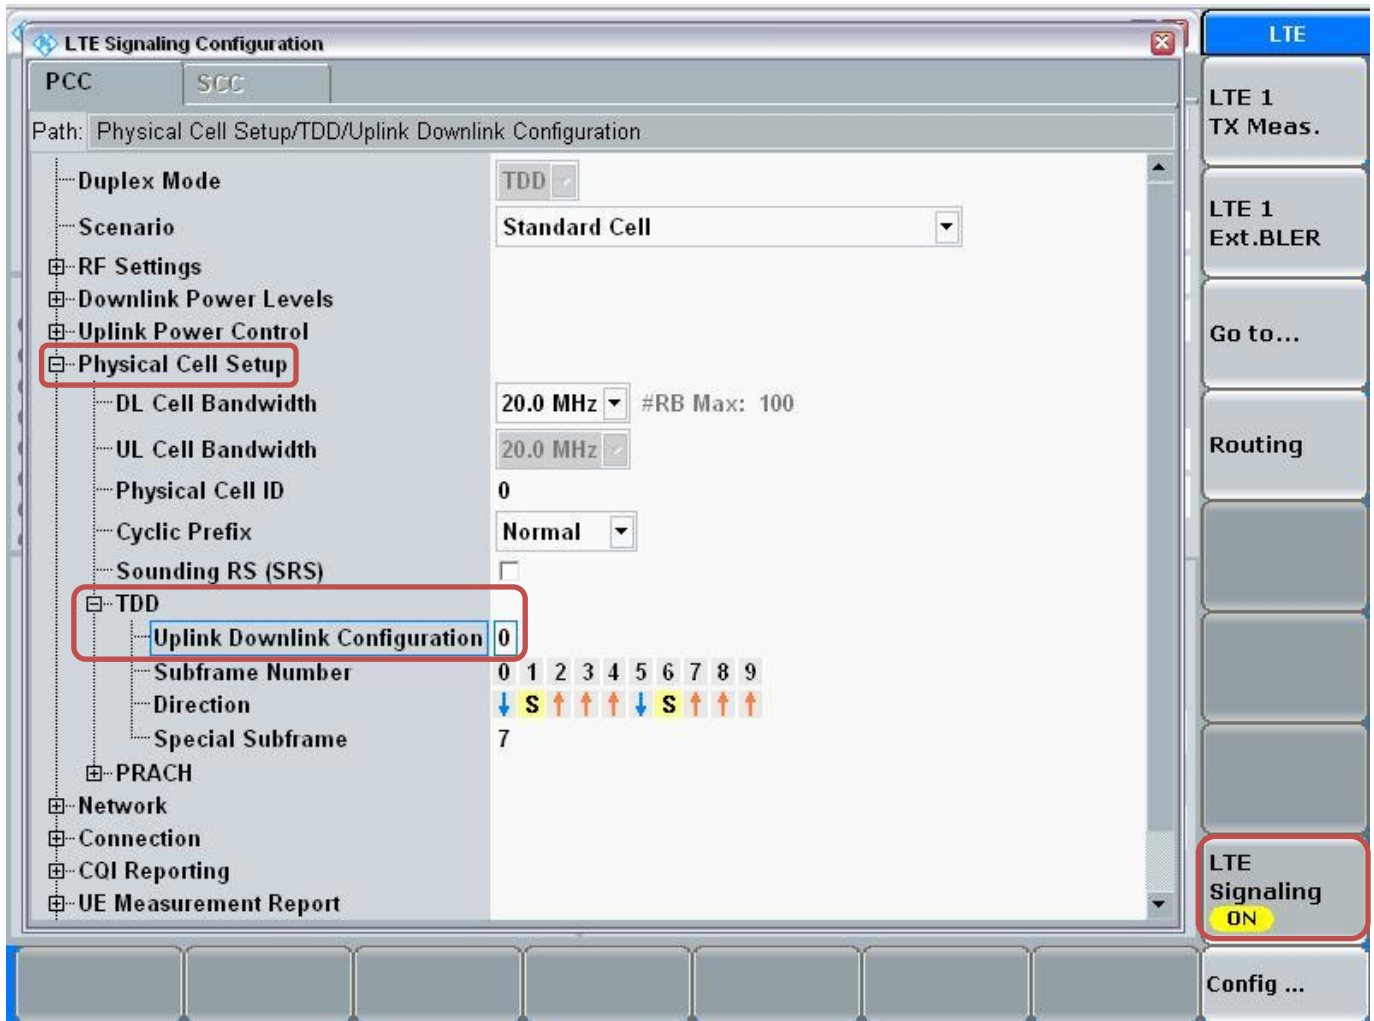 LTE Signaling Configuration
PCC
SCC
Path: Physical Cell Setup/TDD/Uplink Downlink Configuration
Duplex Mode TDD
Scenario Standard Cell
RF Settings
Downlink Power Levels
Uplink Power Control
Physical Cell Setup
DL Cell Bandwidth 20.0 MHz #RB Max: 100
UL Cell Bandwidth 20.0 MHz
Physical Cell ID 0
Cyclic Prefix Normal
Sounding RS (SRS)
TDD
Uplink Downlink Configuration 0
Subframe Number 0 1 2 3 4 5 6 7 8 9
Direction ↓ S ↑ ↑ ↑ ↓ S ↑ ↑ ↑
Special Subframe 7
PRACH
Network
Connection
CQI Reporting
UE Measurement Report
LTE
LTE 1
TX Meas.
LTE 1
Ext.BLER
Go to...
Routing
LTE
Signaling
ON
Config ...